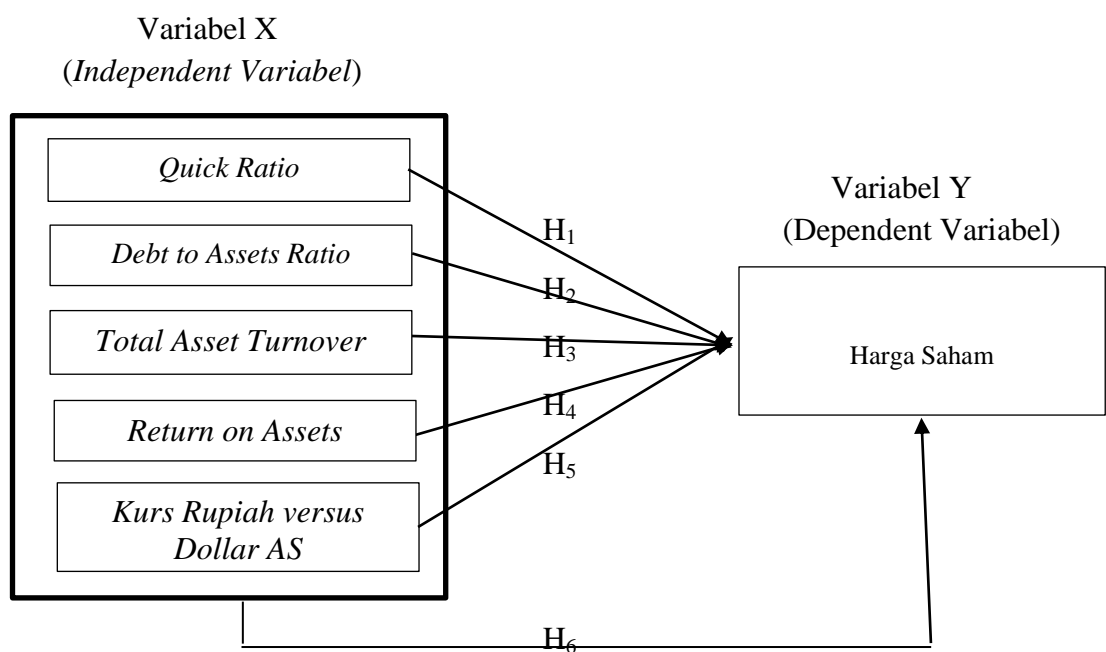 Variabel X
(Independent Variabel)
Quick Ratio
Debt to Assets Ratio
Total Asset Turnover
Return on Assets
Kurs Rupiah versus
Dollar AS
H₁
H₂
H₃
H₄
H₅
H₆
Variabel Y
(Dependent Variabel)
Harga Saham